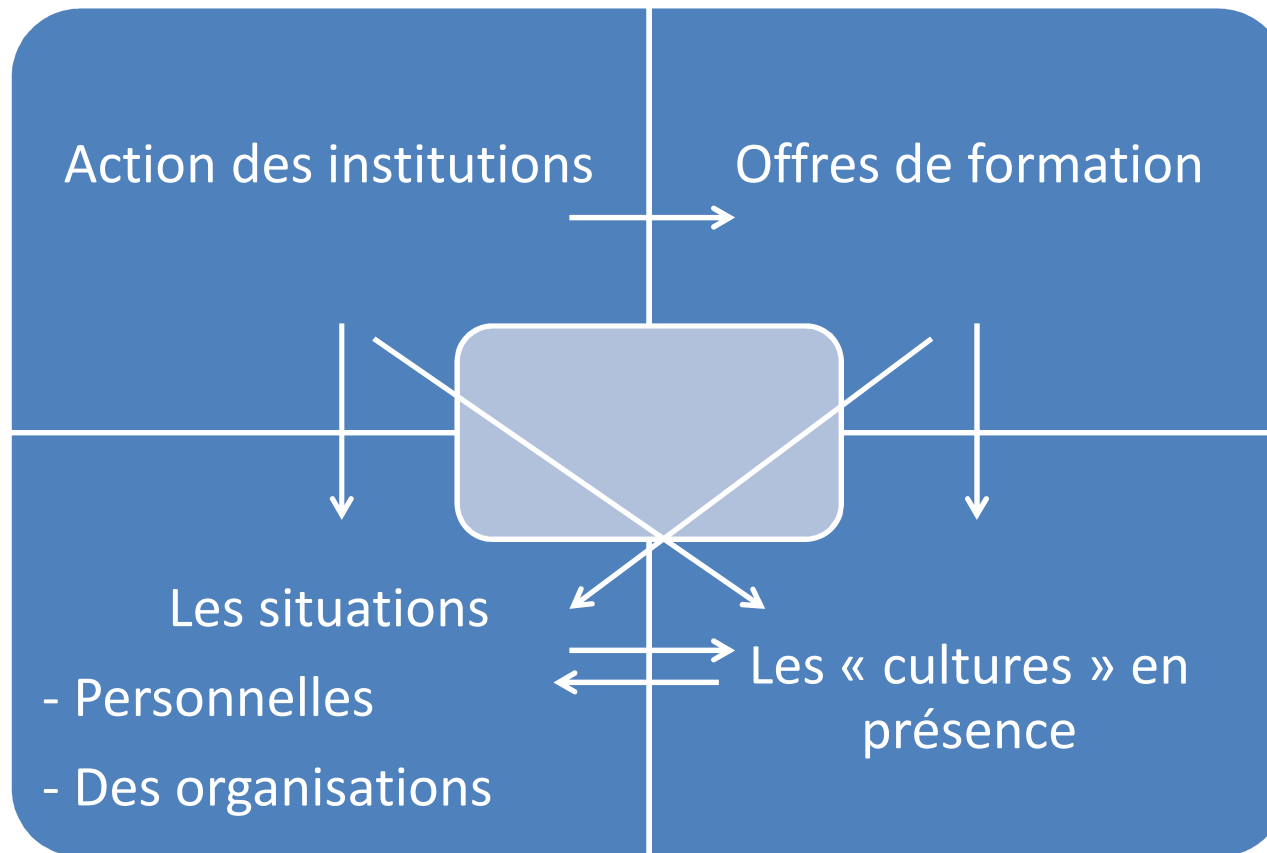 Action des institutions
Offres de formation
Les situations
- Personnelles
- Des organisations
Les « cultures » en
présence